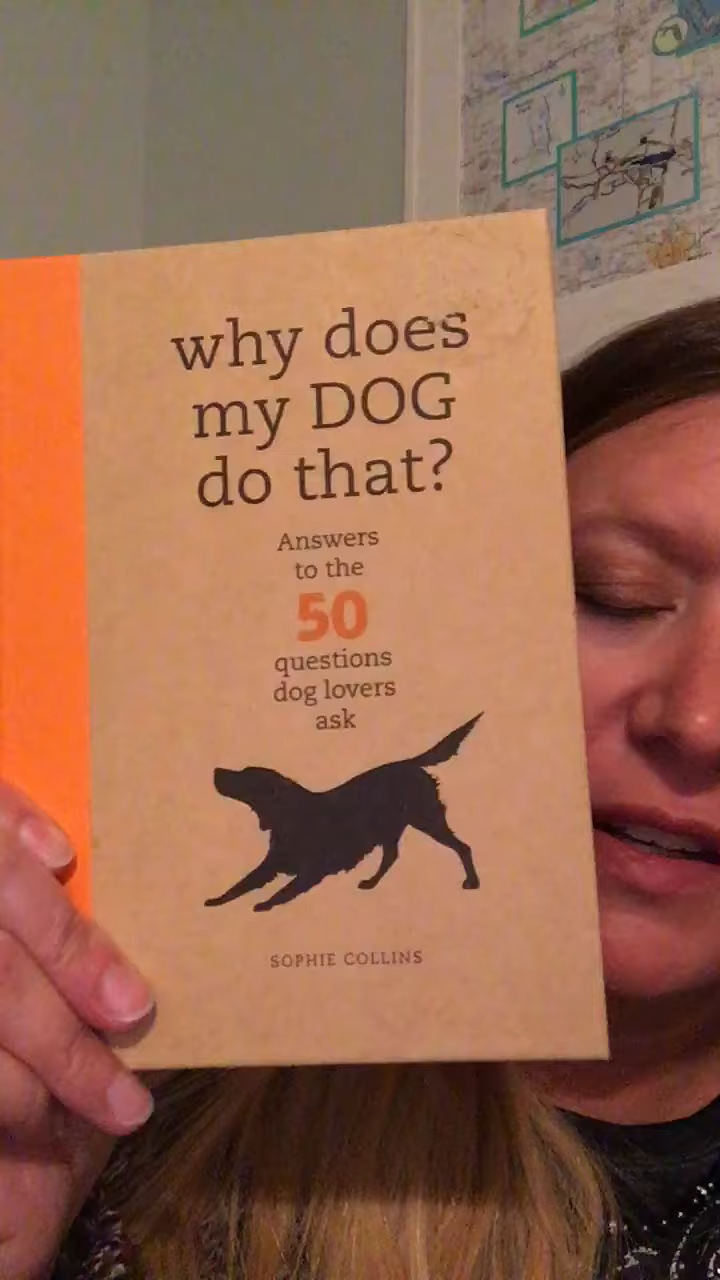 why does
my DOG
do that?
Answers
to the
50
questions
dog lovers
ask
SOPHIE COLLINS